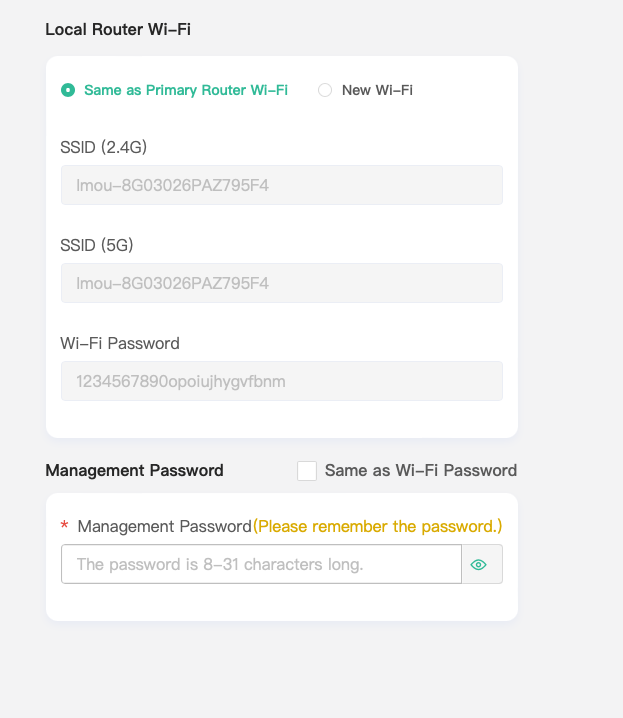 Local Router Wi-Fi
Same as Primary Router Wi-Fi
New Wi-Fi
SSID (2.4G)
Imou-8G03026PAZ795F4
SSID (5G)
Imou-8G03026PAZ795F4
Wi-Fi Password
1234567890opoiujhygvfbnm
Management Password
Same as Wi-Fi Password
* Management Password(Please remember the password.)
The password is 8-31 characters long.